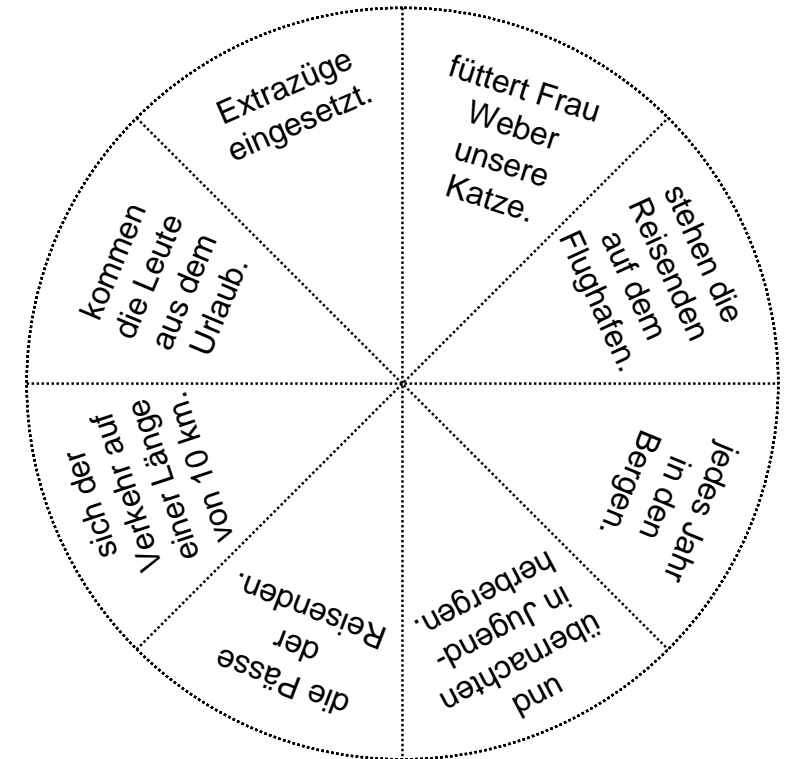 füttert Frau
Weber
unsere
Katze.
stehen die
Reisenden
auf dem
Flughafen.
jedes Jahr
in den
Bergen.
und
übernachten
in Jugend-
herbergen.
die Pässe
der
Reisenden.
sich der
Verkehr auf
einer Länge
von 10 km.
kommen
die Leute
aus dem
Urlaub.
Extrazüge
eingesetzt.